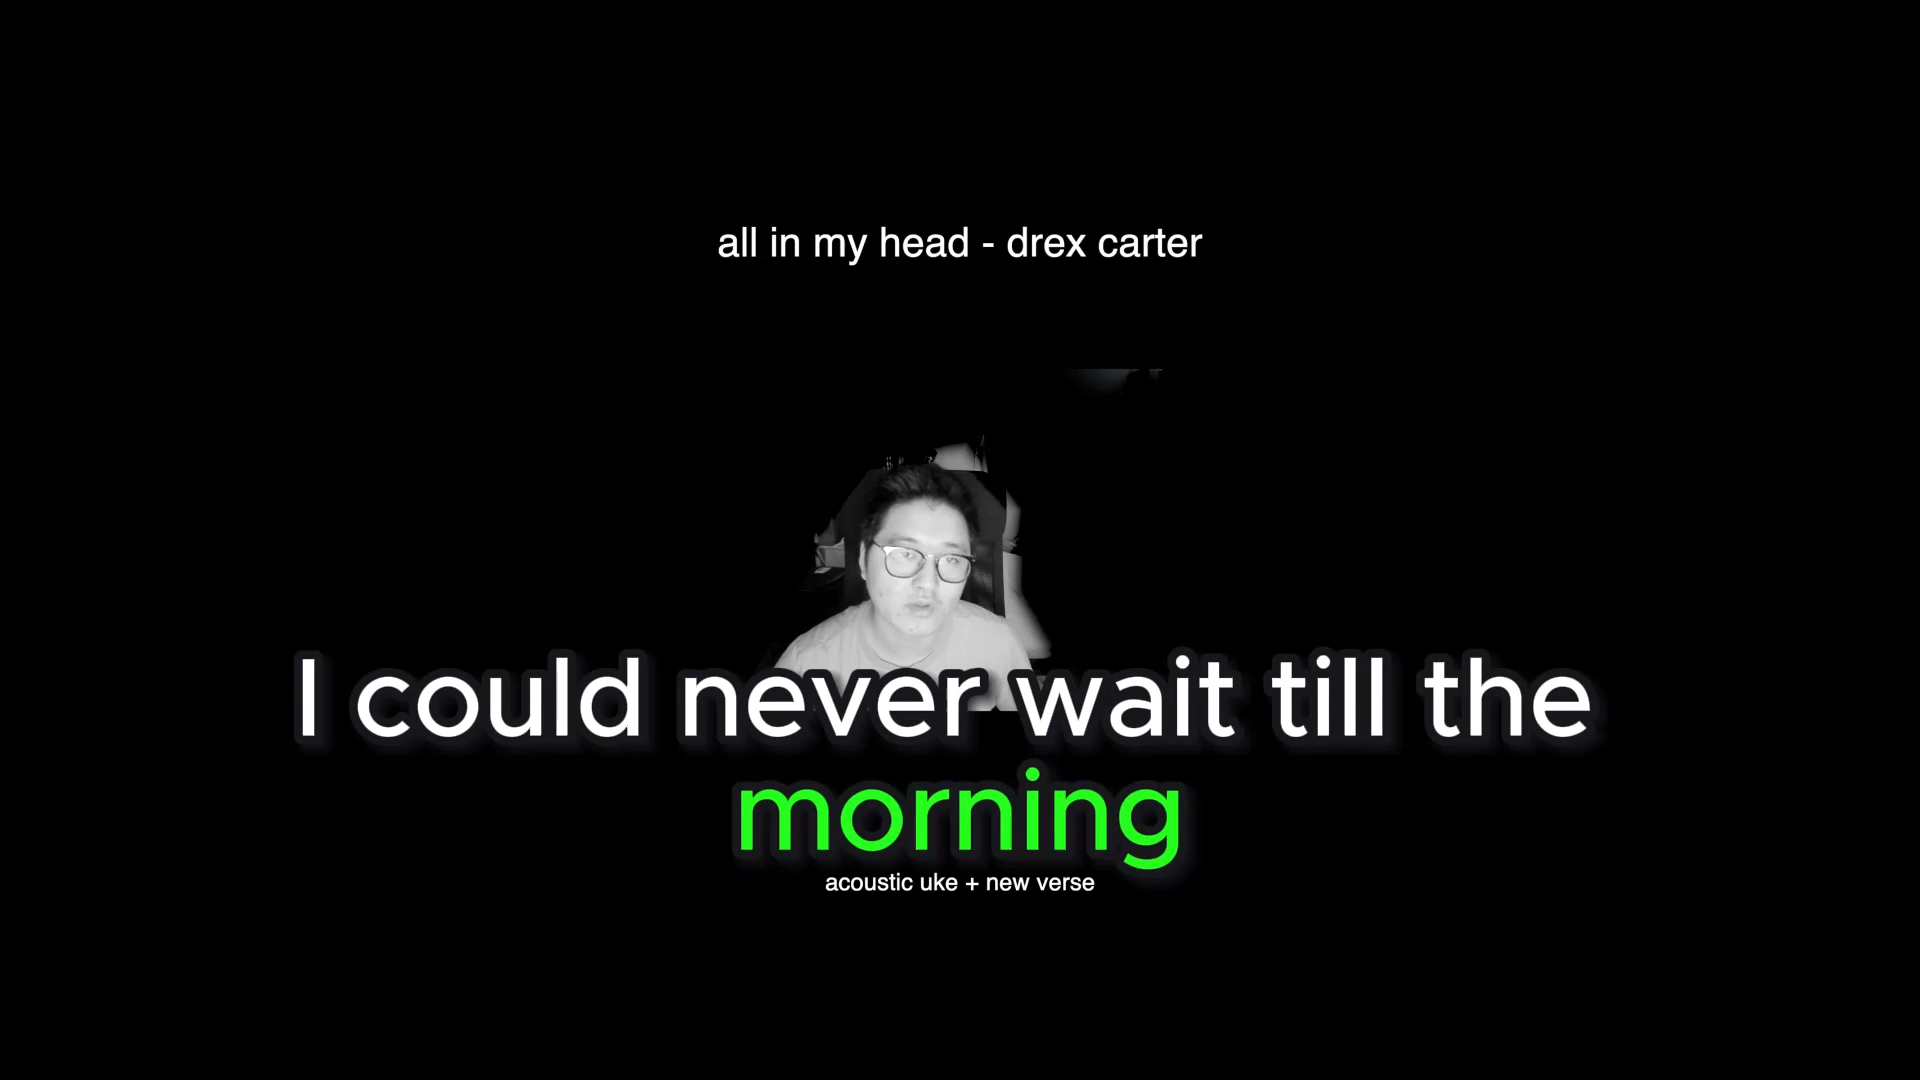 all in my head - drex carter
I could never wait till the
morning
acoustic uke + new verse